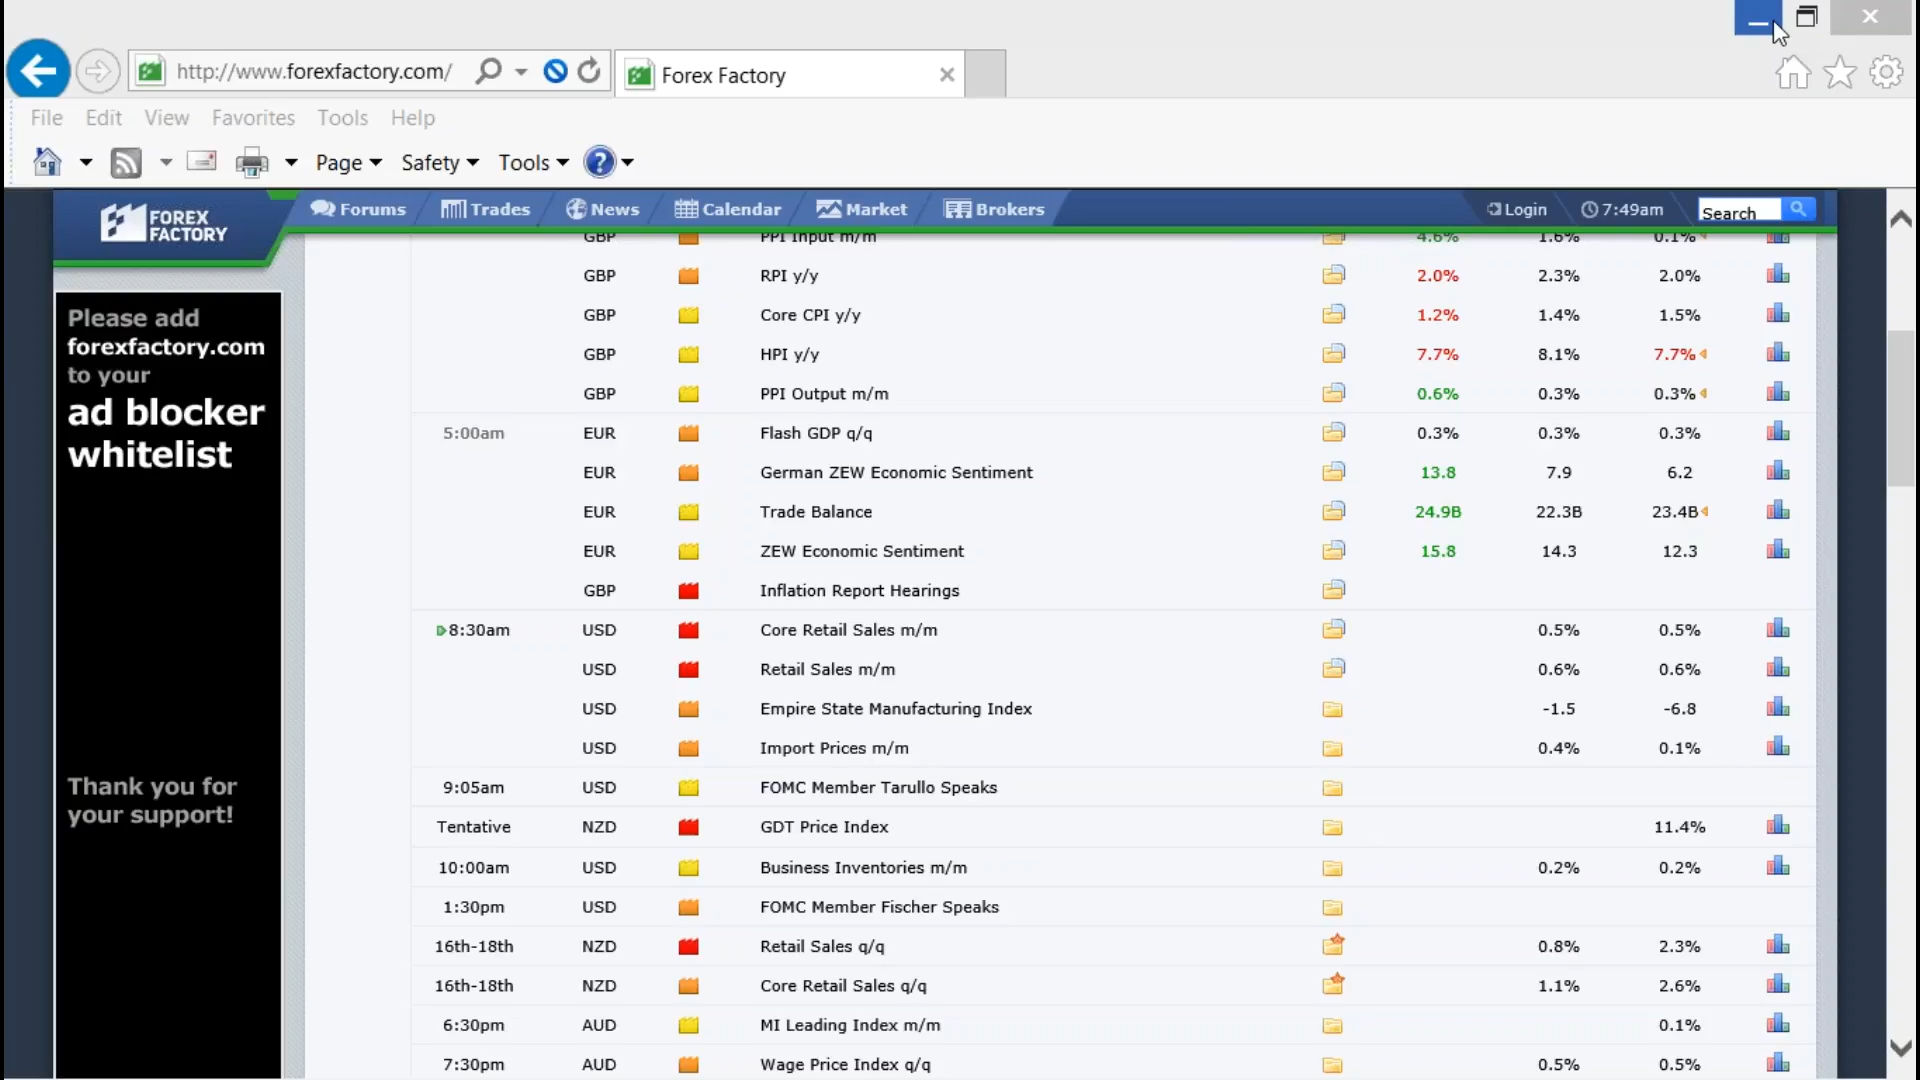 http://www.forexfactory.com/
Forex Factory
File Edit View Favorites Tools Help
Page Safety Tools
FOREX FACTORY
Forums Trades News Calendar Market Brokers Login 7:49am Search
GBP PPI Input m/m 4.6% 1.6% 0.1%
GBP RPI y/y 2.0% 2.3% 2.0%
GBP Core CPI y/y 1.2% 1.4% 1.5%
GBP HPI y/y 7.7% 8.1% 7.7%
GBP PPI Output m/m 0.6% 0.3% 0.3%
5:00am EUR Flash GDP q/q 0.3% 0.3% 0.3%
EUR German ZEW Economic Sentiment 13.8 7.9 6.2
EUR Trade Balance 24.9B 22.3B 23.4B
EUR ZEW Economic Sentiment 15.8 14.3 12.3
GBP Inflation Report Hearings
8:30am USD Core Retail Sales m/m 0.5% 0.5%
USD Retail Sales m/m 0.6% 0.6%
USD Empire State Manufacturing Index -1.5 -6.8
USD Import Prices m/m 0.4% 0.1%
9:05am USD FOMC Member Tarullo Speaks
Tentative NZD GDT Price Index 11.4%
10:00am USD Business Inventories m/m 0.2% 0.2%
1:30pm USD FOMC Member Fischer Speaks
16th-18th NZD Retail Sales q/q 0.8% 2.3%
16th-18th NZD Core Retail Sales q/q 1.1% 2.6%
6:30pm AUD MI Leading Index m/m 0.1%
7:30pm AUD Wage Price Index q/q 0.5% 0.5%
Please add
forexfactory.com
to your
ad blocker
whitelist
Thank you for
your support!